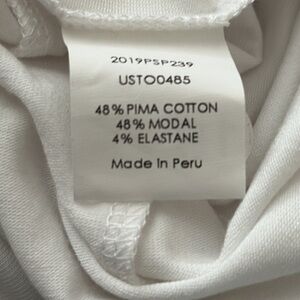 2019PSP239
USTO0485
48% PIMA COTTON
48% MODAL
4% ELASTANE
Made in Peru